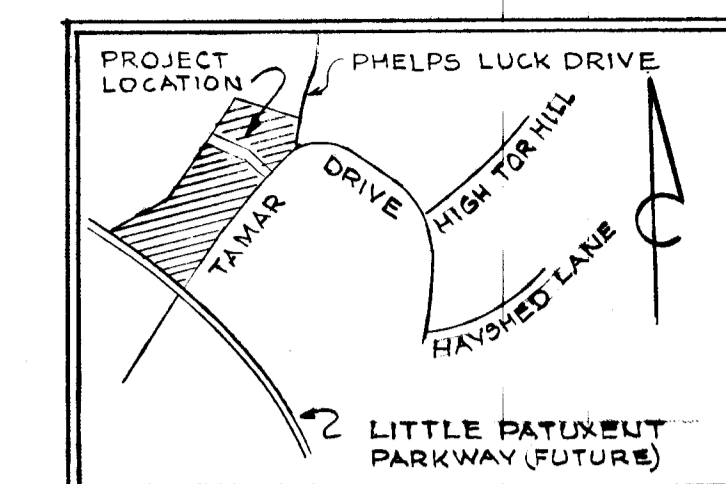 PROJECT
LOCATION
PHELPS LUCK DRIVE
HIGH TOR HILL
DRIVE
TAMAR
HAYSHED LANE
LITTLE PATUXENT
PARKWAY (FUTURE)